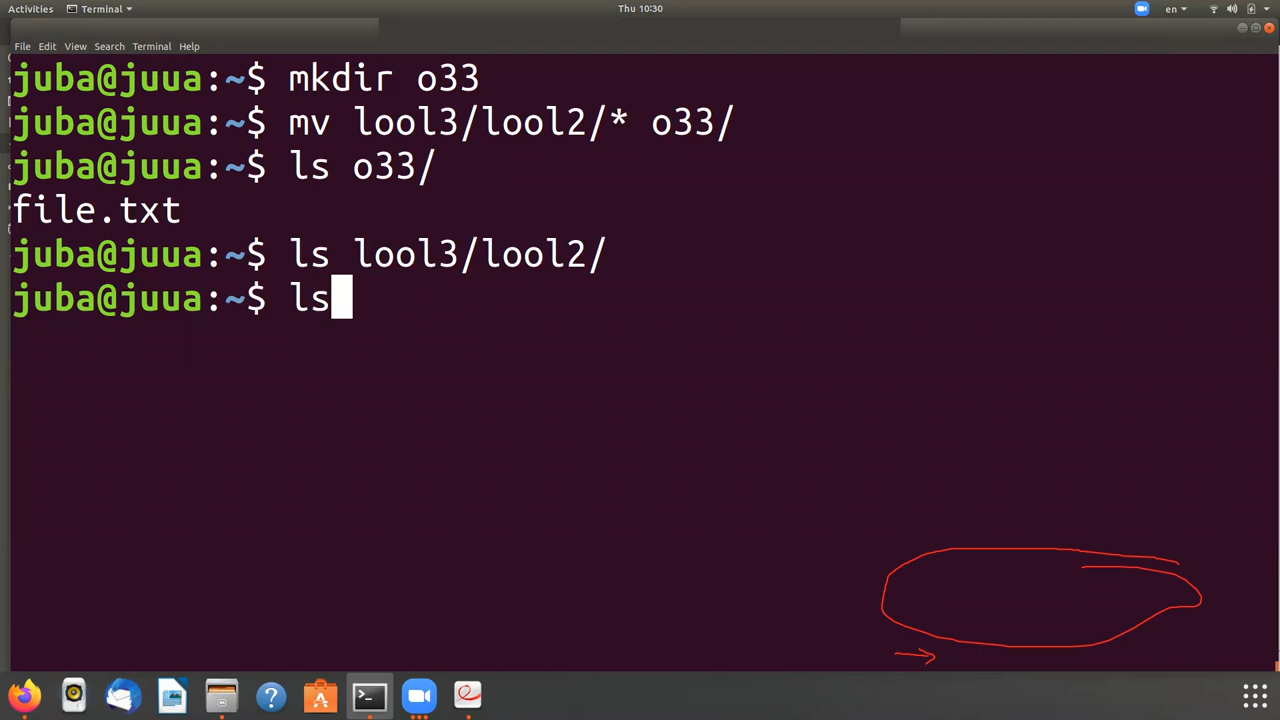 Activities Terminal Thu 10:30 en
File Edit View Search Terminal Help
juba@juua:~$ mkdir o33
juba@juua:~$ mv lool3/lool2/* o33/
juba@juua:~$ ls o33/
file.txt
juba@juua:~$ ls lool3/lool2/
juba@juua:~$ ls